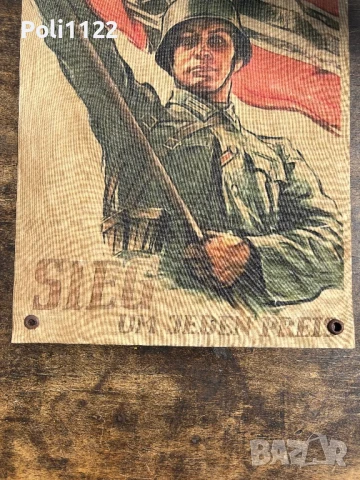 Poli1122
SIEG
UM JEDEN PREIS
BAZAR